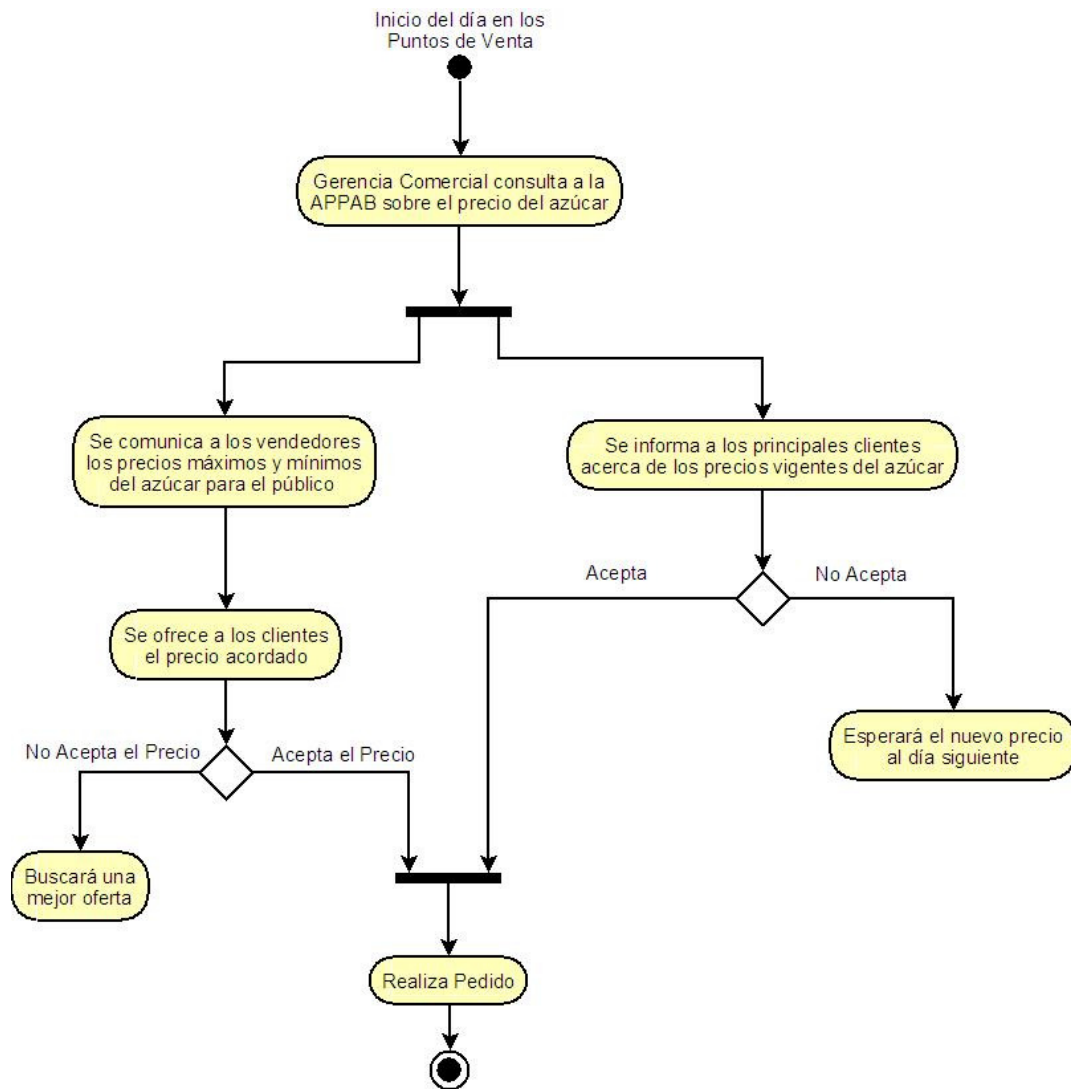 Inicio del día en los
Puntos de Venta
Gerencia Comercial consulta a la
APPAB sobre el precio del azúcar
Se comunica a los vendedores
los precios máximos y mínimos
del azúcar para el público
Se informa a los principales clientes
acerca de los precios vigentes del azúcar
Acepta
No Acepta
Se ofrece a los clientes
el precio acordado
Esperará el nuevo precio
al día siguiente
No Acepta el Precio
Acepta el Precio
Buscará una
mejor oferta
Realiza Pedido